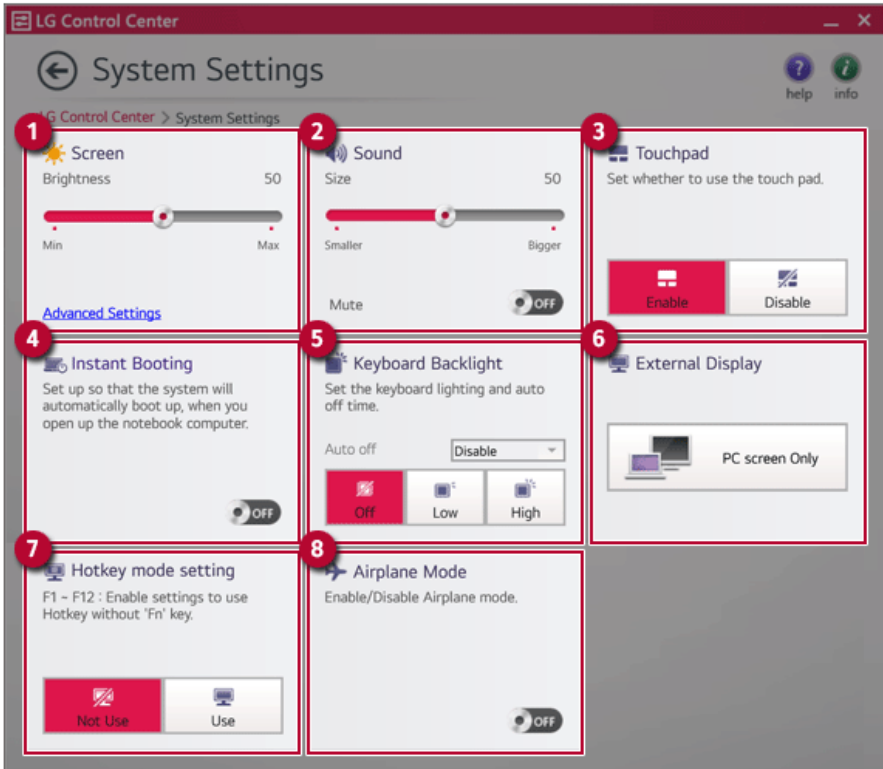 LG Control Center
System Settings
help
info
LG Control Center > System Settings
1
Screen
Brightness 50
Min Max
Advanced Settings
2
Sound
Size 50
Smaller Bigger
Mute OFF
3
Touchpad
Set whether to use the touch pad.
Enable Disable
4
Instant Booting
Set up so that the system will
automatically boot up, when you
open up the notebook computer.
OFF
5
Keyboard Backlight
Set the keyboard lighting and auto
off time.
Auto off Disable
Off Low High
6
External Display
PC screen Only
7
Hotkey mode setting
F1 ~ F12 : Enable settings to use
Hotkey without 'Fn' key.
Not Use Use
8
Airplane Mode
Enable/Disable Airplane mode.
OFF